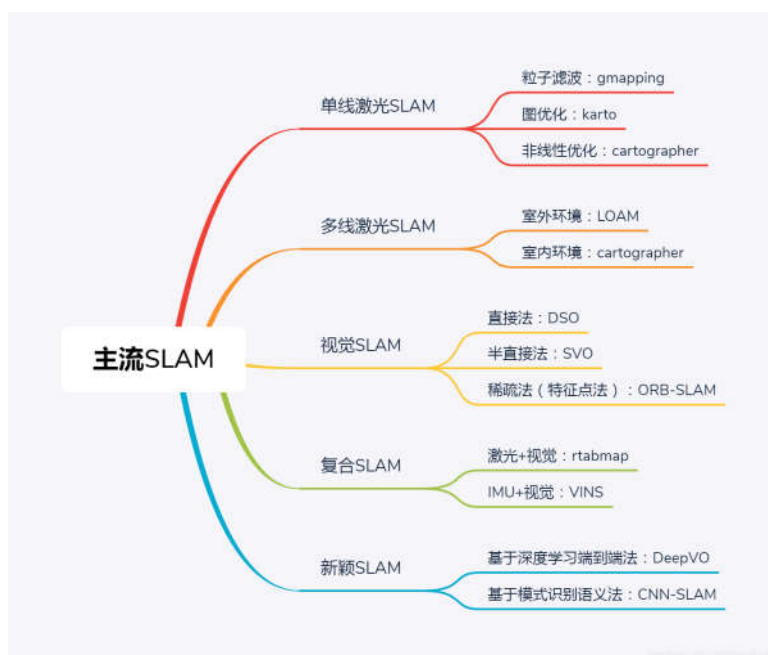 主流SLAM
单线激光SLAM
粒子滤波：gmapping
图优化：karto
非线性优化：cartographer
多线激光SLAM
室外环境：LOAM
室内环境：cartographer
视觉SLAM
直接法：DSO
半直接法：SVO
稀疏法（特征点法）：ORB-SLAM
复合SLAM
激光+视觉：rtabmap
IMU+视觉：VINS
新颖SLAM
基于深度学习端到端法：DeepVO
基于模式识别语义法：CNN-SLAM